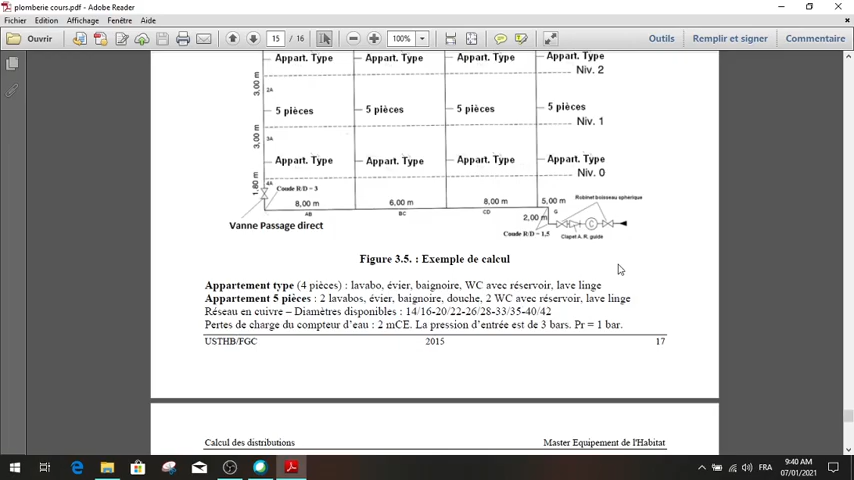 plomberie cours.pdf - Adobe Reader
Fichier Edition Affichage Fenêtre Aide
Ouvrir 15 / 16 100% Outils Remplir et signer Commentaire
Appart. Type Appart. Type Appart. Type Appart. Type
Niv. 2
3,00 m
2A
5 pièces 5 pièces 5 pièces 5 pièces
Niv. 1
3,00 m
3A
Appart. Type Appart. Type Appart. Type Appart. Type
Niv. 0
1,80 m
4A
Coude R/D= 3
8,00 m 6,00 m 8,00 m 5,00 m
Robinet boisseau spherique
AB BC CD G
2,00 m
C
Vanne Passage direct
Coude R/D= 1,5
Clapet A. R. guide
Figure 3.5. : Exemple de calcul
Appartement type (4 pièces) : lavabo, évier, baignoire, WC avec réservoir, lave linge
Appartement 5 pièces : 2 lavabos, évier, baignoire, douche, 2 WC avec réservoir, lave linge
Réseau en cuivre – Diamètres disponibles : 14/16-20/22-26/28-33/35-40/42
Pertes de charge du compteur d'eau : 2 mCE. La pression d'entrée est de 3 bars. Pr = 1 bar.
USTHB/FGC 2015 17
Calcul des distributions Master Equipement de l'Habitat
FRA
9:40 AM
07/01/2021